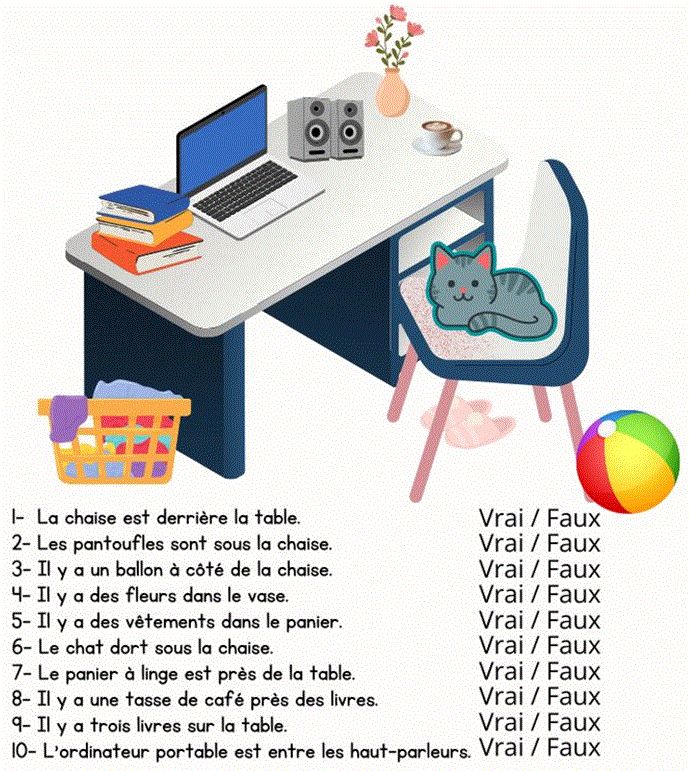 1- La chaise est derrière la table. Vrai / Faux
2- Les pantoufles sont sous la chaise. Vrai / Faux
3- Il y a un ballon à côté de la chaise. Vrai / Faux
4- Il y a des fleurs dans le vase. Vrai / Faux
5- Il y a des vêtements dans le panier. Vrai / Faux
6- Le chat dort sous la chaise. Vrai / Faux
7- Le panier à linge est près de la table. Vrai / Faux
8- Il y a une tasse de café près des livres. Vrai / Faux
9- Il y a trois livres sur la table. Vrai / Faux
10- L'ordinateur portable est entre les haut-parleurs. Vrai / Faux